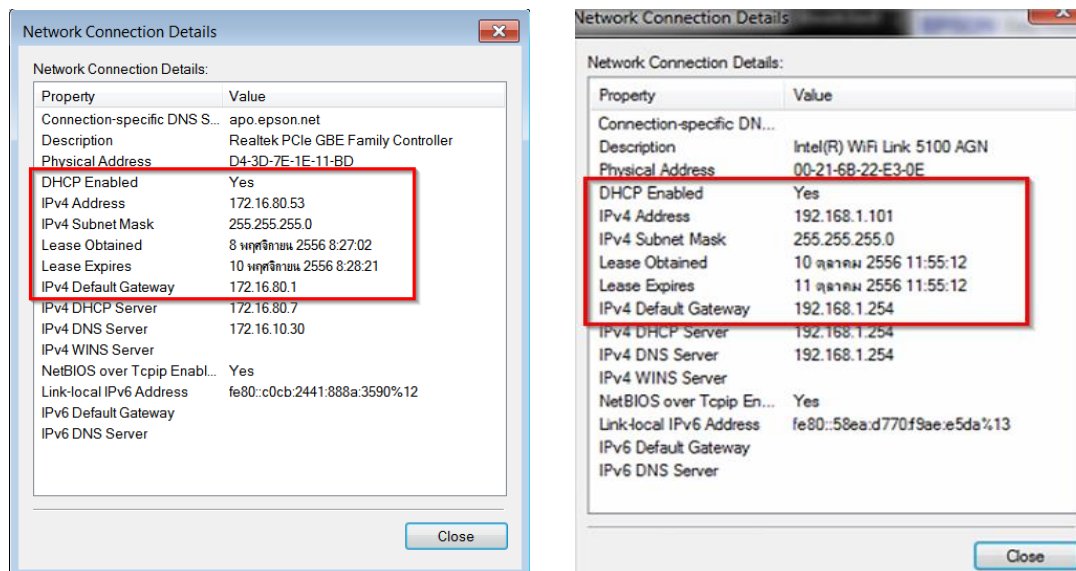 Network Connection Details
Network Connection Details:
Property Value
Connection-specific DNS S... apo.epson.net
Description Realtek PCIe GBE Family Controller
Physical Address D4-3D-7E-1E-11-BD
DHCP Enabled Yes
IPv4 Address 172.16.80.53
IPv4 Subnet Mask 255.255.255.0
Lease Obtained 8 พฤศจิกายน 2556 8:27:02
Lease Expires 10 พฤศจิกายน 2556 8:28:21
IPv4 Default Gateway 172.16.80.1
IPv4 DHCP Server 172.16.80.7
IPv4 DNS Server 172.16.10.30
IPv4 WINS Server
NetBIOS over Tcpip Enabl... Yes
Link-local IPv6 Address fe80::c0cb:2441:888a:3590%12
IPv6 Default Gateway
IPv6 DNS Server
Close
Network Connection Details
Network Connection Details:
Property Value
Connection-specific DN...
Description Intel(R) WiFi Link 5100 AGN
Physical Address 00-21-6B-22-E3-0E
DHCP Enabled Yes
IPv4 Address 192.168.1.101
IPv4 Subnet Mask 255.255.255.0
Lease Obtained 10 ตุลาคม 2556 11:55:12
Lease Expires 11 ตุลาคม 2556 11:55:12
IPv4 Default Gateway 192.168.1.254
IPv4 DHCP Server 192.168.1.254
IPv4 DNS Server 192.168.1.254
IPv4 WINS Server
NetBIOS over Tcpip En... Yes
Link-local IPv6 Address fe80::58ea:d770:f9ae:e5da%13
IPv6 Default Gateway
IPv6 DNS Server
Close